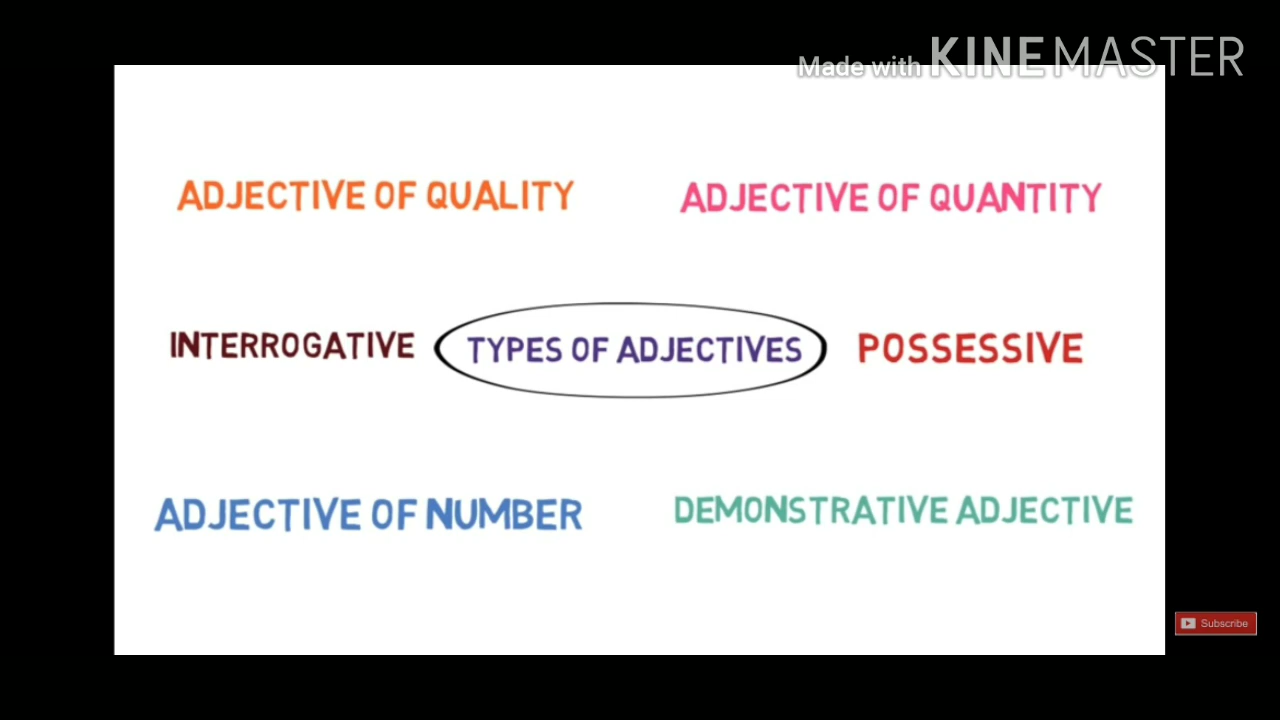 Made with KINEMASTER
ADJECTIVE OF QUALITY
ADJECTIVE OF QUANTITY
INTERROGATIVE
TYPES OF ADJECTIVES
POSSESSIVE
ADJECTIVE OF NUMBER
DEMONSTRATIVE ADJECTIVE
Subscribe